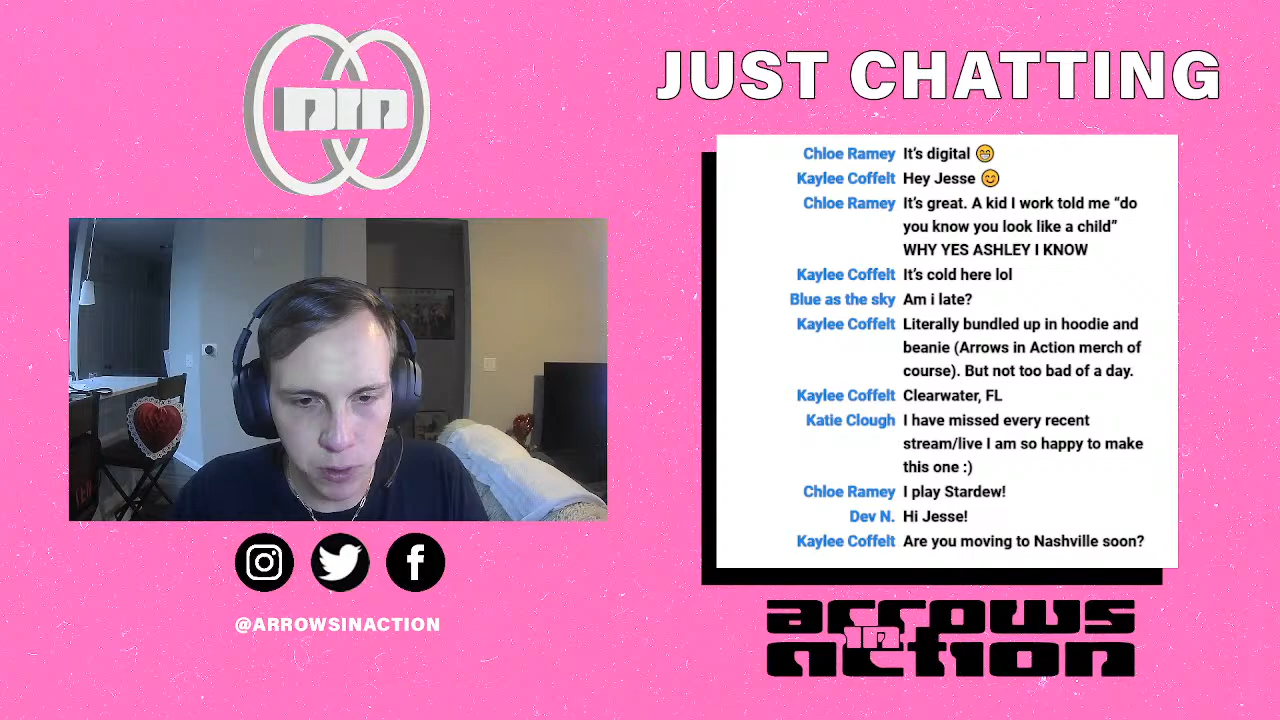 JUST CHATTING
Chloe Ramey It's digital 😁
Kaylee Coffelt Hey Jesse 😊
Chloe Ramey It's great. A kid I work told me “do
you know you look like a child”
WHY YES ASHLEY I KNOW
Kaylee Coffelt It's cold here lol
Blue as the sky Am i late?
Kaylee Coffelt Literally bundled up in hoodie and
beanie (Arrows in Action merch of
course). But not too bad of a day.
Kaylee Coffelt Clearwater, FL
Katie Clough I have missed every recent
stream/live I am so happy to make
this one :)
Chloe Ramey I play Stardew!
Dev N. Hi Jesse!
Kaylee Coffelt Are you moving to Nashville soon?
@ARROWSINACTION
arrows
in
action